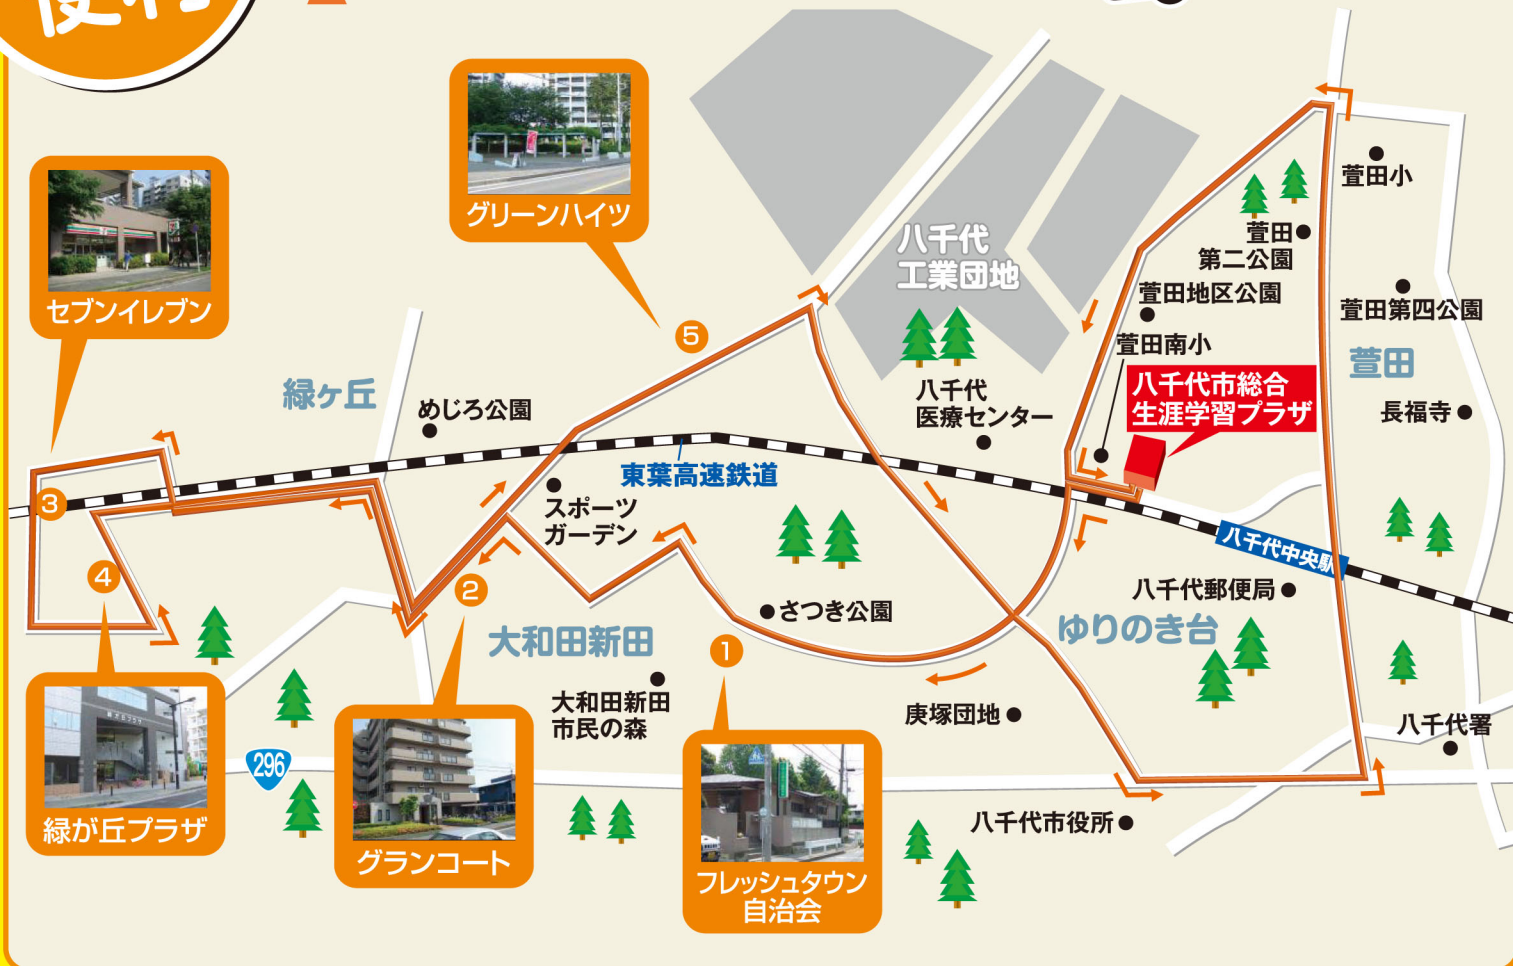 便利
グリーンハイツ
セブンイレブン
八千代
工業団地
萱田小
萱田
第二公園
萱田地区公園
萱田第四公園
萱田南小
萱田
八千代市総合
生涯学習プラザ
長福寺
緑ヶ丘
めじろ公園
八千代
医療センター
東葉高速鉄道
スポーツ
ガーデン
八千代中央駅
5
3
4
2
1
八千代郵便局
さつき公園
ゆりのき台
大和田新田
大和田新田
市民の森
庚塚団地
八千代署
296
八千代市役所
緑が丘プラザ
グランコート
フレッシュタウン
自治会